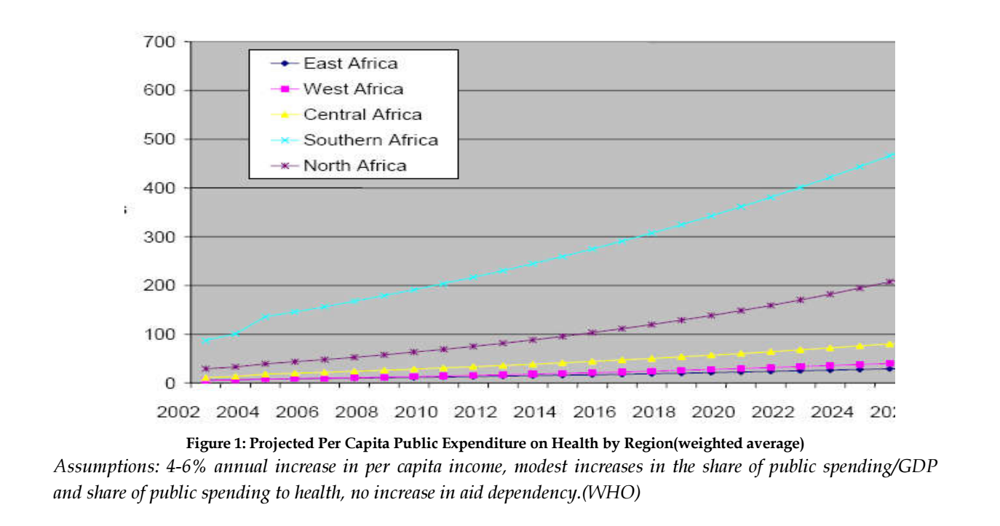 700
600
500
400
300
200
100
0
East Africa
West Africa
Central Africa
Southern Africa
North Africa
2002 2004 2006 2008 2010 2012 2014 2016 2018 2020 2022 2024
Figure 1: Projected Per Capita Public Expenditure on Health by Region(weighted average)
Assumptions: 4-6% annual increase in per capita income, modest increases in the share of public spending/GDP
and share of public spending to health, no increase in aid dependency.(WHO)